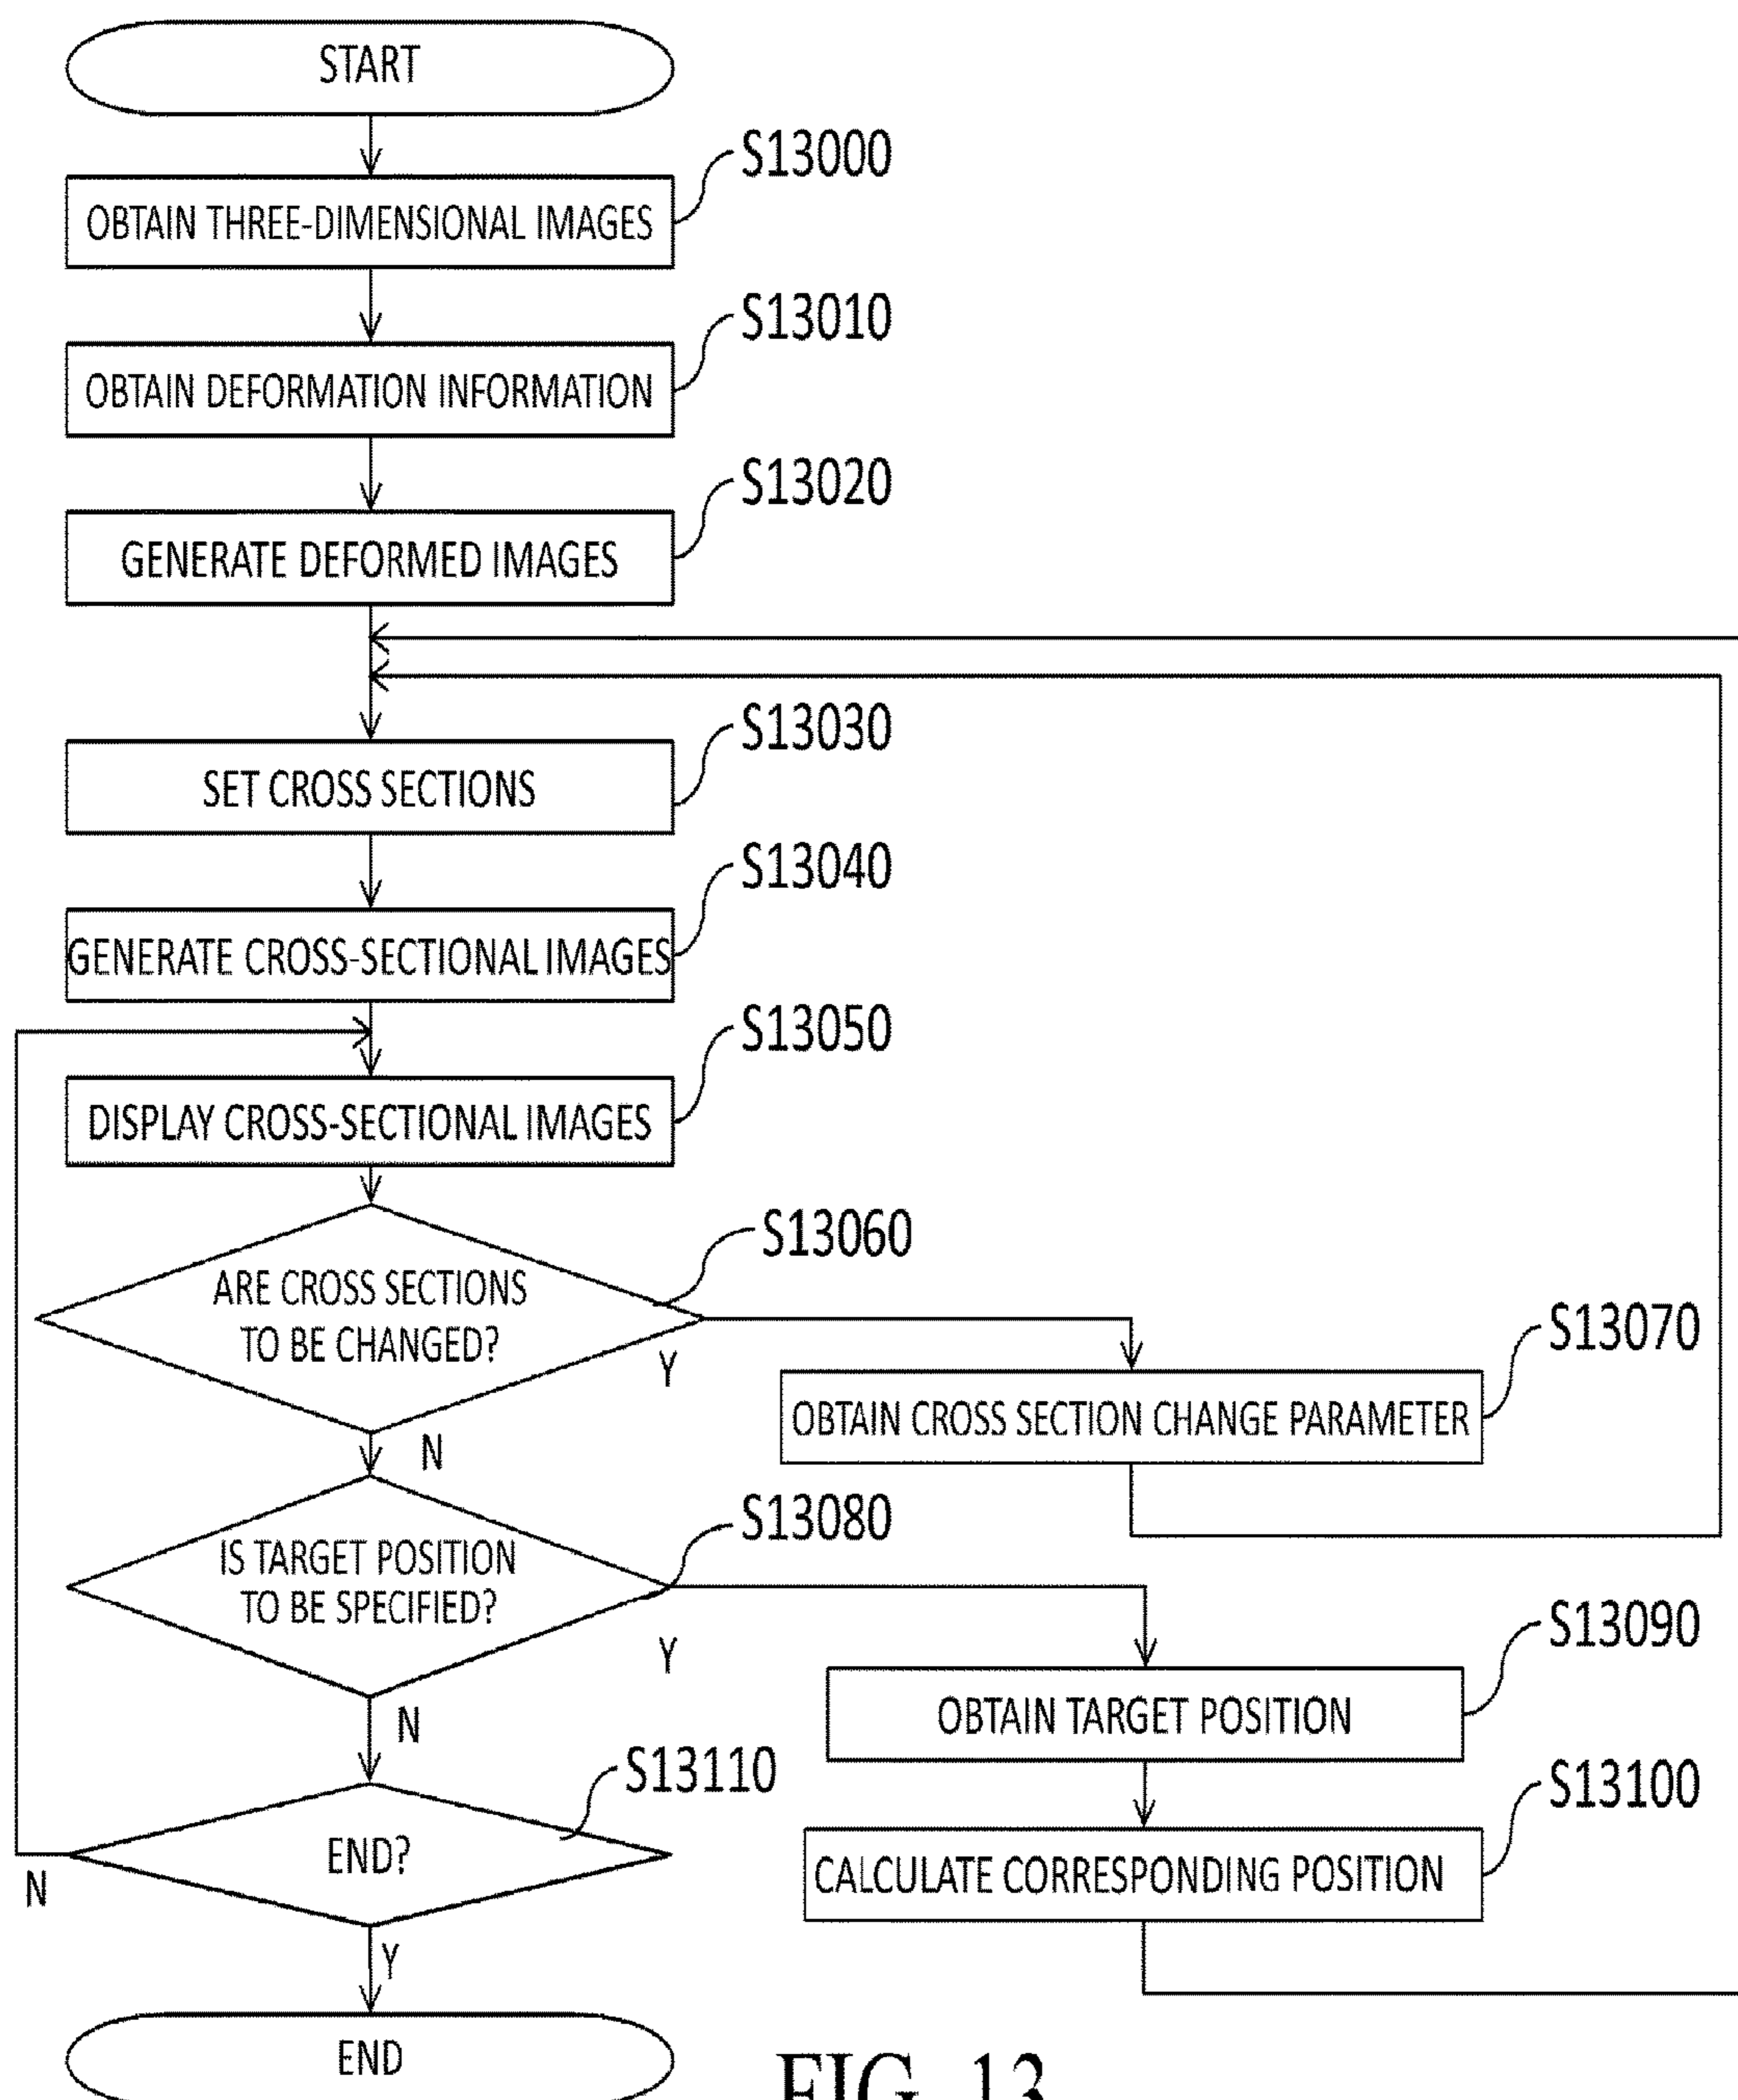 START
S13000
OBTAIN THREE-DIMENSIONAL IMAGES
S13010
OBTAIN DEFORMATION INFORMATION
S13020
GENERATE DEFORMED IMAGES
S13030
SET CROSS SECTIONS
S13040
GENERATE CROSS-SECTIONAL IMAGES
S13050
DISPLAY CROSS-SECTIONAL IMAGES
S13060
ARE CROSS SECTIONS
TO BE CHANGED?
Y
N
S13070
OBTAIN CROSS SECTION CHANGE PARAMETER
S13080
IS TARGET POSITION
TO BE SPECIFIED?
Y
N
S13090
OBTAIN TARGET POSITION
S13100
CALCULATE CORRESPONDING POSITION
S13110
END?
N
Y
END
FIG. 13